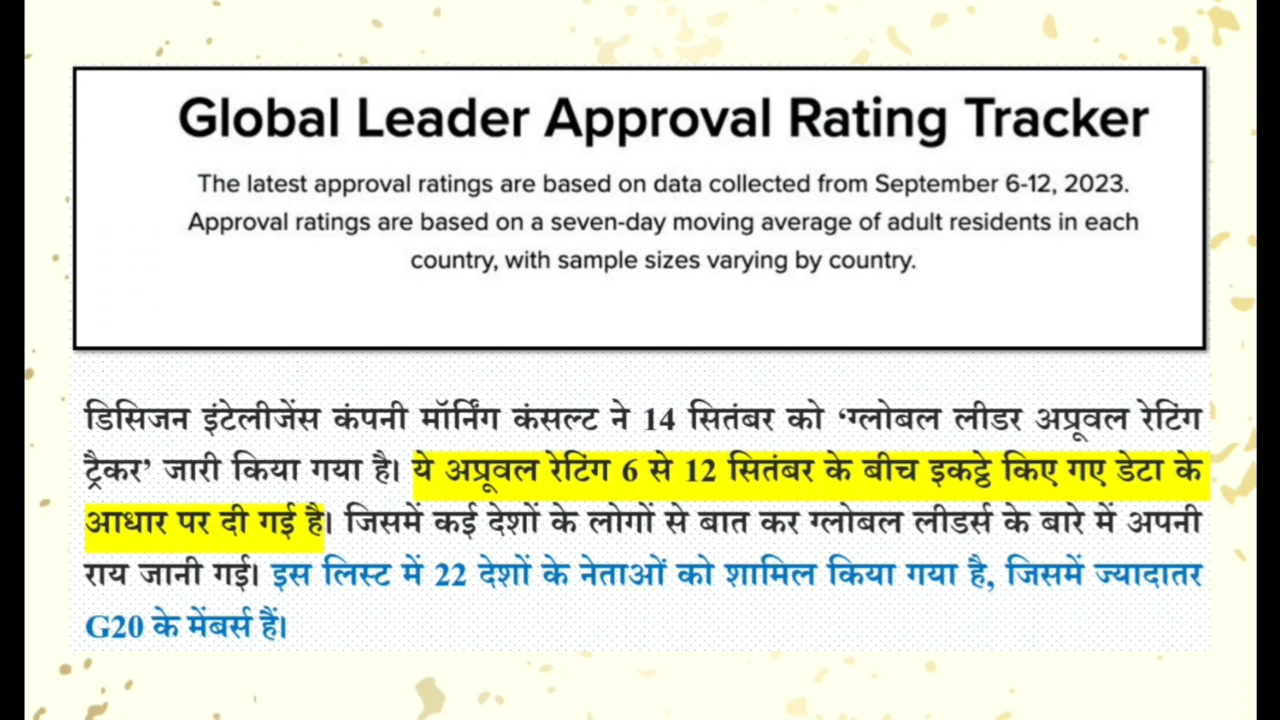 Global Leader Approval Rating Tracker
The latest approval ratings are based on data collected from September 6-12, 2023.
Approval ratings are based on a seven-day moving average of adult residents in each
country, with sample sizes varying by country.
डिसिजन इंटेलीजेंस कंपनी मॉर्निंग कंसल्ट ने 14 सितंबर को ‘ग्लोबल लीडर अप्रूवल रेटिंग
ट्रैकर’ जारी किया गया है। ये अप्रूवल रेटिंग 6 से 12 सितंबर के बीच इकट्ठे किए गए डेटा के
आधार पर दी गई है। जिसमें कई देशों के लोगों से बात कर ग्लोबल लीडर्स के बारे में अपनी
राय जानी गई। इस लिस्ट में 22 देशों के नेताओं को शामिल किया गया है, जिसमें ज्यादातर
G20 के मेंबर्स हैं।